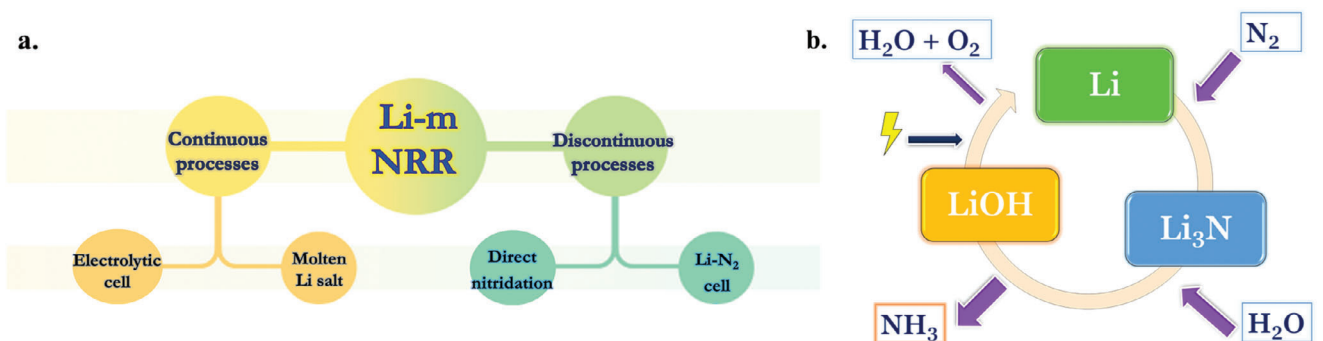 a.
Li-m
NRR
Continuous
processes
Discontinuous
processes
Electrolytic
cell
Molten
Li salt
Direct
nitridation
Li-N₂
cell
b.
H₂O + O₂
N₂
Li
LiOH
Li₃N
NH₃
H₂O